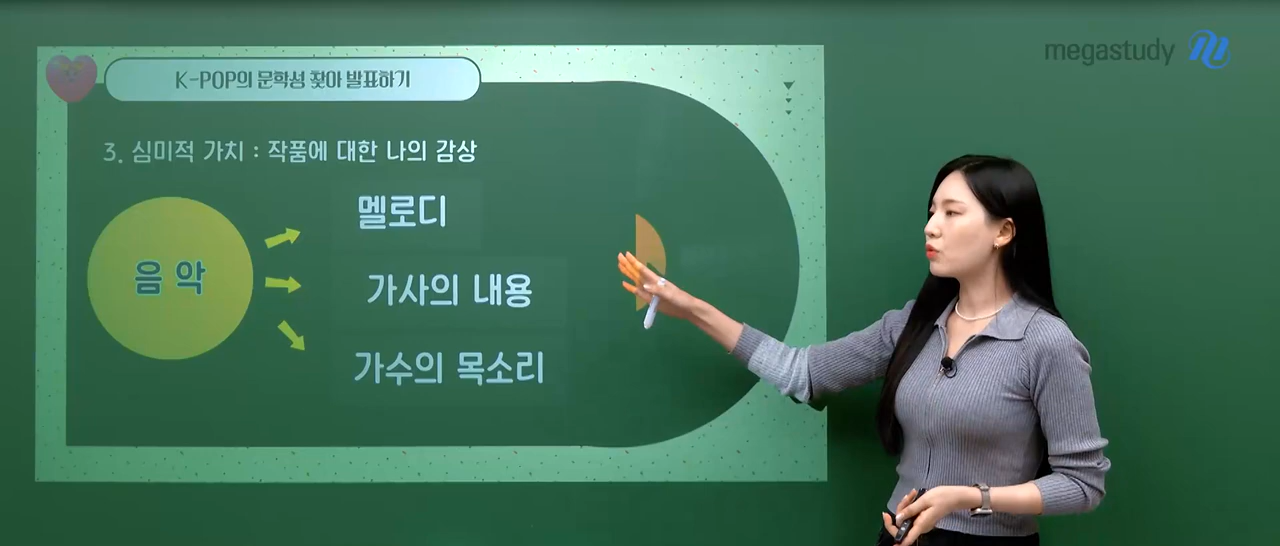 megastudy
K-POP의 문학성 찾아 발표하기
3. 심미적 가치 : 작품에 대한 나의 감상
음 악
멜로디
가사의 내용
가수의 목소리